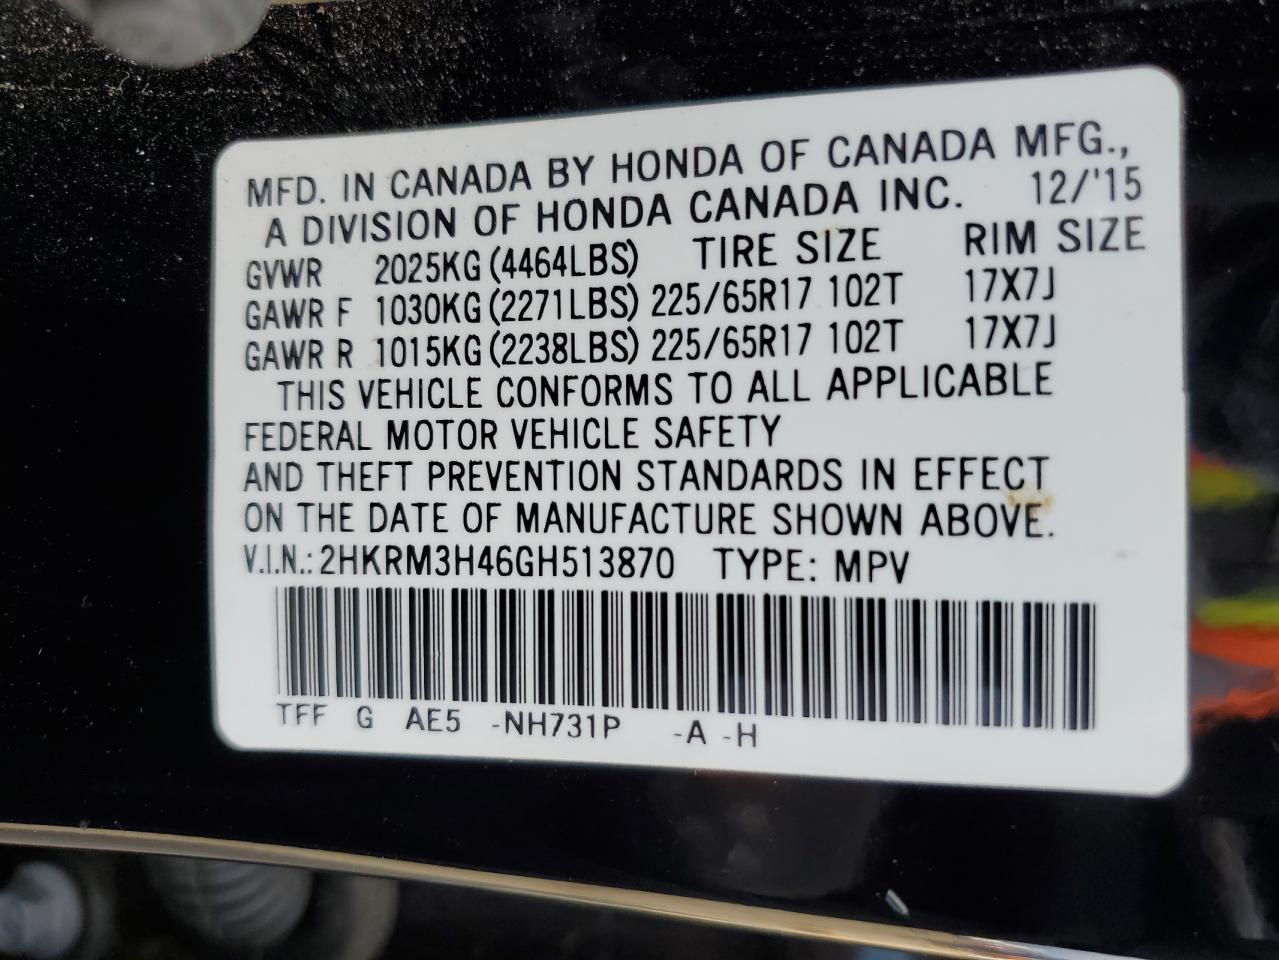 MFD. IN CANADA BY HONDA OF CANADA MFG.,
A DIVISION OF HONDA CANADA INC. 12/'15
GVWR 2025KG (4464LBS) TIRE SIZE RIM SIZE
GAWR F 1030KG (2271LBS) 225/65R17 102T 17X7J
GAWR R 1015KG (2238LBS) 225/65R17 102T 17X7J
THIS VEHICLE CONFORMS TO ALL APPLICABLE
FEDERAL MOTOR VEHICLE SAFETY
AND THEFT PREVENTION STANDARDS IN EFFECT
ON THE DATE OF MANUFACTURE SHOWN ABOVE.
V.I.N.: 2HKRM3H46GH513870 TYPE: MPV
TFF G AE5 -NH731P -A -H